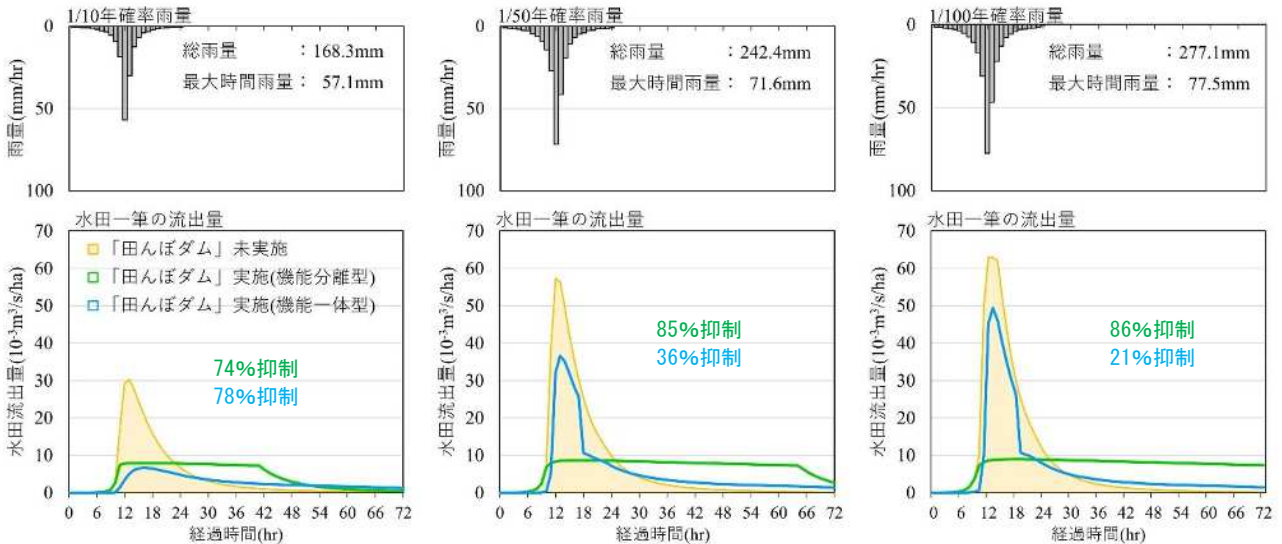 1/10年確率雨量
0
50
100
雨量(mm/hr)
総雨量　：168.3mm
最大時間雨量： 57.1mm
1/50年確率雨量
0
50
100
雨量(mm/hr)
総雨量　：242.4mm
最大時間雨量： 71.6mm
1/100年確率雨量
0
50
100
雨量(mm/hr)
総雨量　：277.1mm
最大時間雨量： 77.5mm
水田一筆の流出量
70
60
50
40
30
20
10
0
水田流出量(10⁻³m³/s/ha)
「田んぼダム」未実施
「田んぼダム」実施(機能分離型)
「田んぼダム」実施(機能一体型)
74%抑制
78%抑制
0 6 12 18 24 30 36 42 48 54 60 66 72
経過時間(hr)
水田一筆の流出量
70
60
50
40
30
20
10
0
水田流出量(10⁻³m³/s/ha)
85%抑制
36%抑制
0 6 12 18 24 30 36 42 48 54 60 66 72
経過時間(hr)
水田一筆の流出量
70
60
50
40
30
20
10
0
水田流出量(10⁻³m³/s/ha)
86%抑制
21%抑制
0 6 12 18 24 30 36 42 48 54 60 66 72
経過時間(hr)